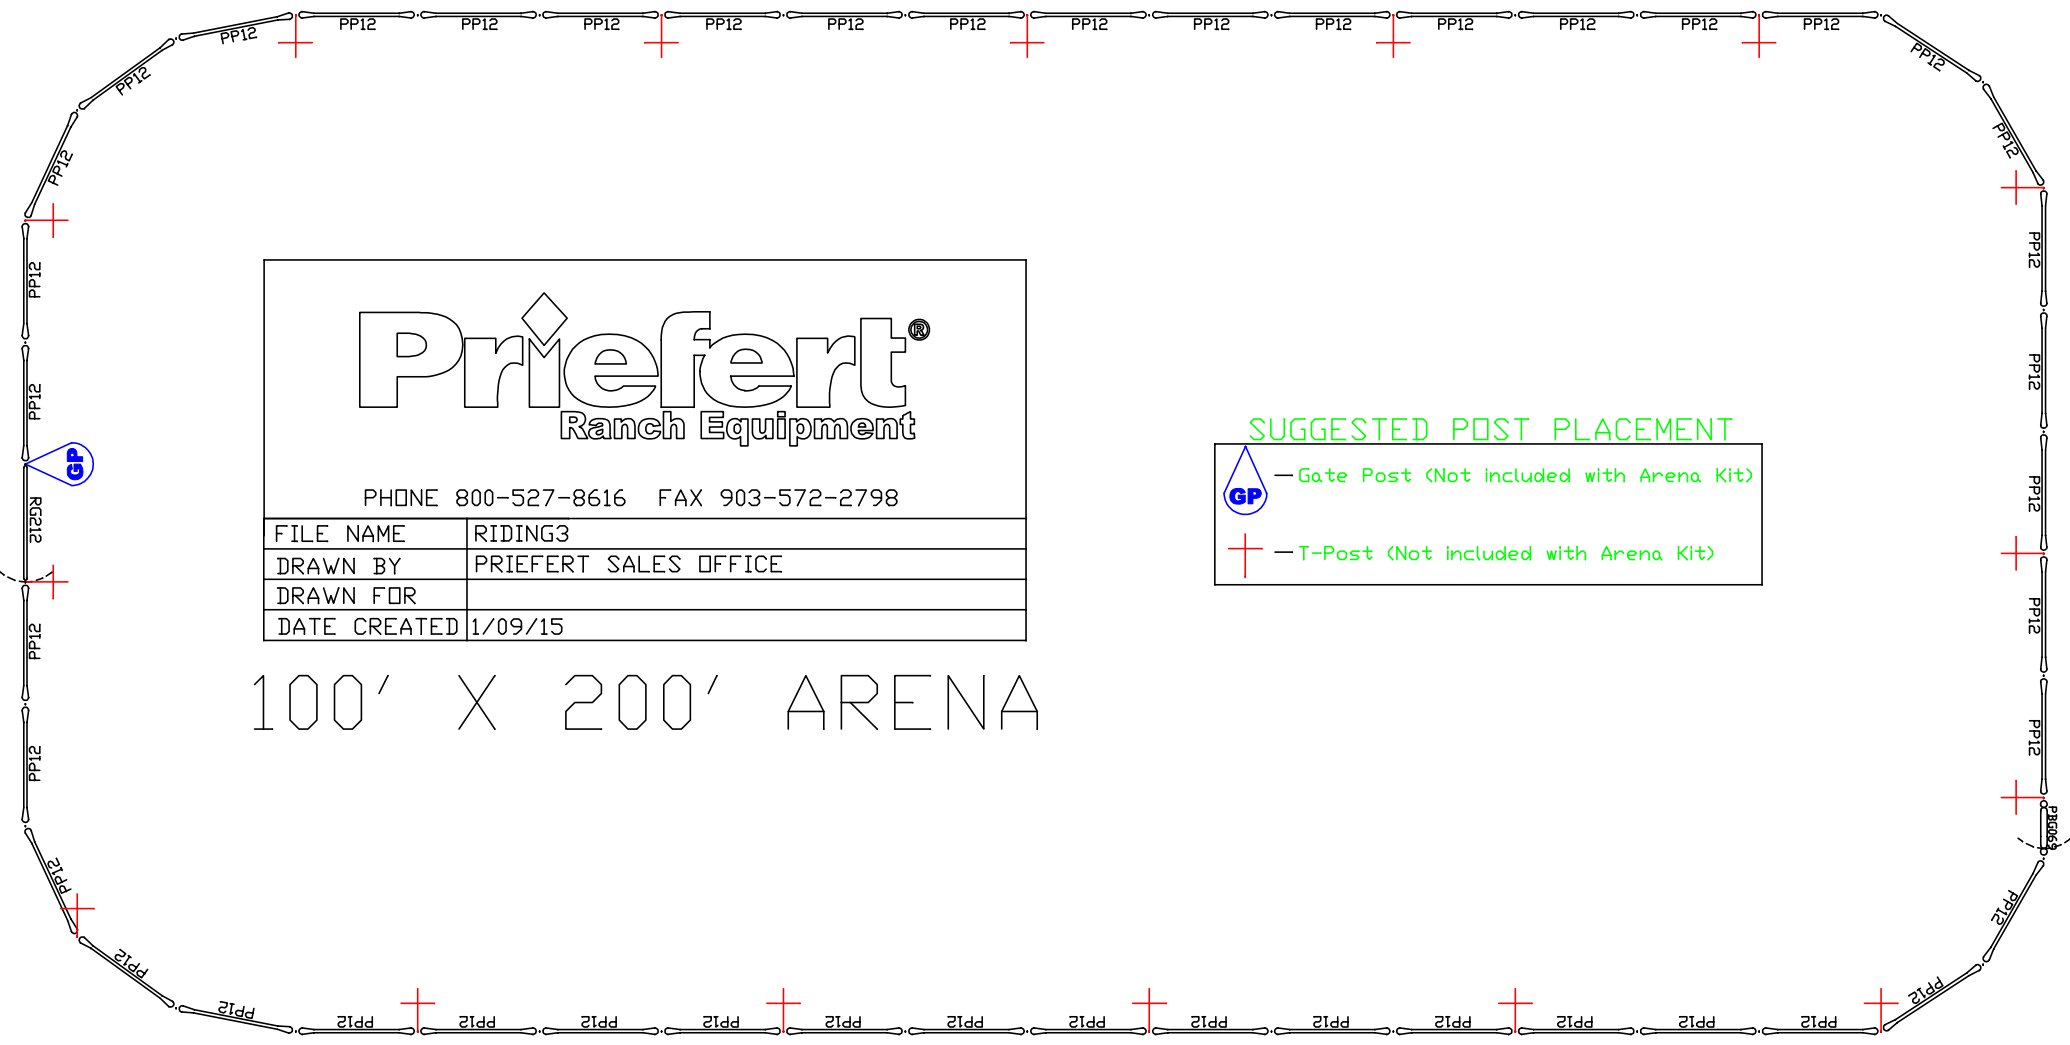 PP12 PP12 PP12 PP12 PP12 PP12 PP12 PP12 PP12 PP12 PP12 PP12 PP12 PP12
PP12
PP12
PP12
PP12
PP12
PP12
PP12
Priefert®
PP12
PP12
Ranch Equipment
SUGGESTED POST PLACEMENT
GP
Gate Post (Not included with Arena Kit)
GP
PHONE 800-527-8616 FAX 903-572-2798
PP12
RG212
FILE NAME RIDING3
T-Post (Not included with Arena Kit)
DRAWN BY PRIEFERT SALES OFFICE
DRAWN FOR
DATE CREATED 1/09/15
PP12
PP12
100' X 200' ARENA
PP12
PP12
PBG069
PP12
PP12
PP12
PP12
PP12
PP12 PP12 PP12 PP12 PP12 PP12 PP12 PP12 PP12 PP12 PP12 PP12 PP12